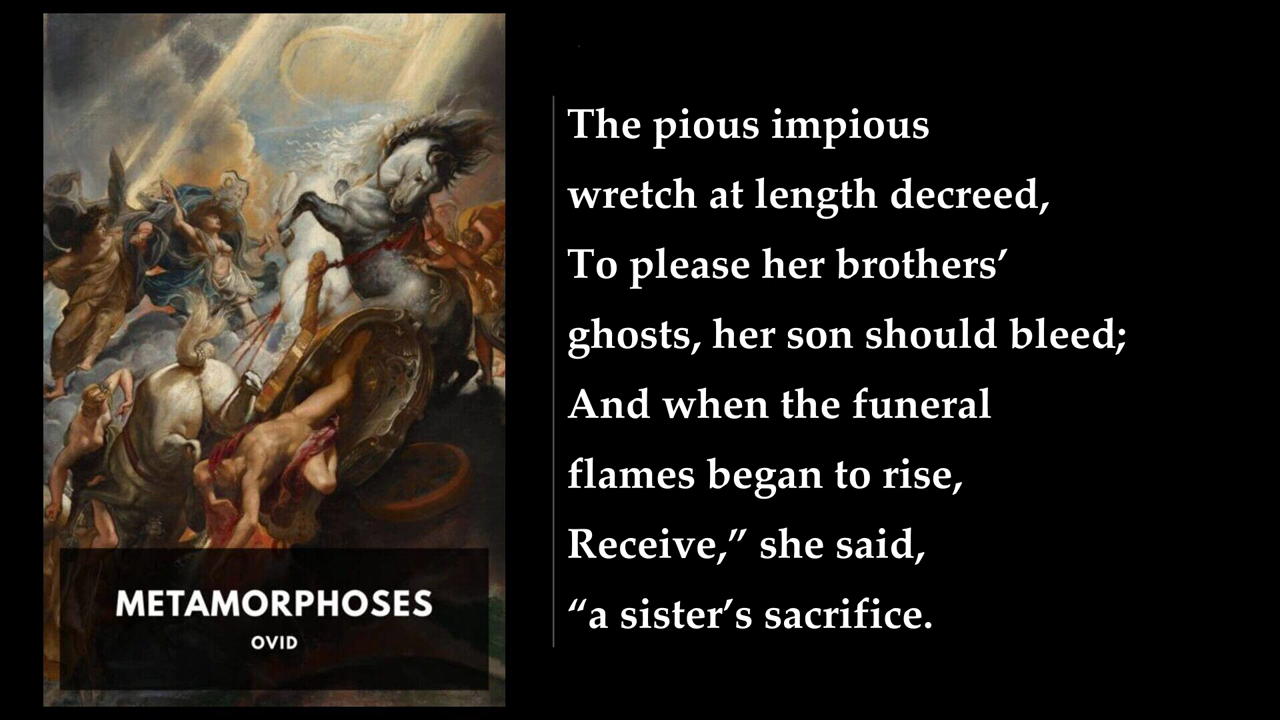 METAMORPHOSES
OVID
The pious impious
wretch at length decreed,
To please her brothers’
ghosts, her son should bleed;
And when the funeral
flames began to rise,
Receive,” she said,
“a sister’s sacrifice.